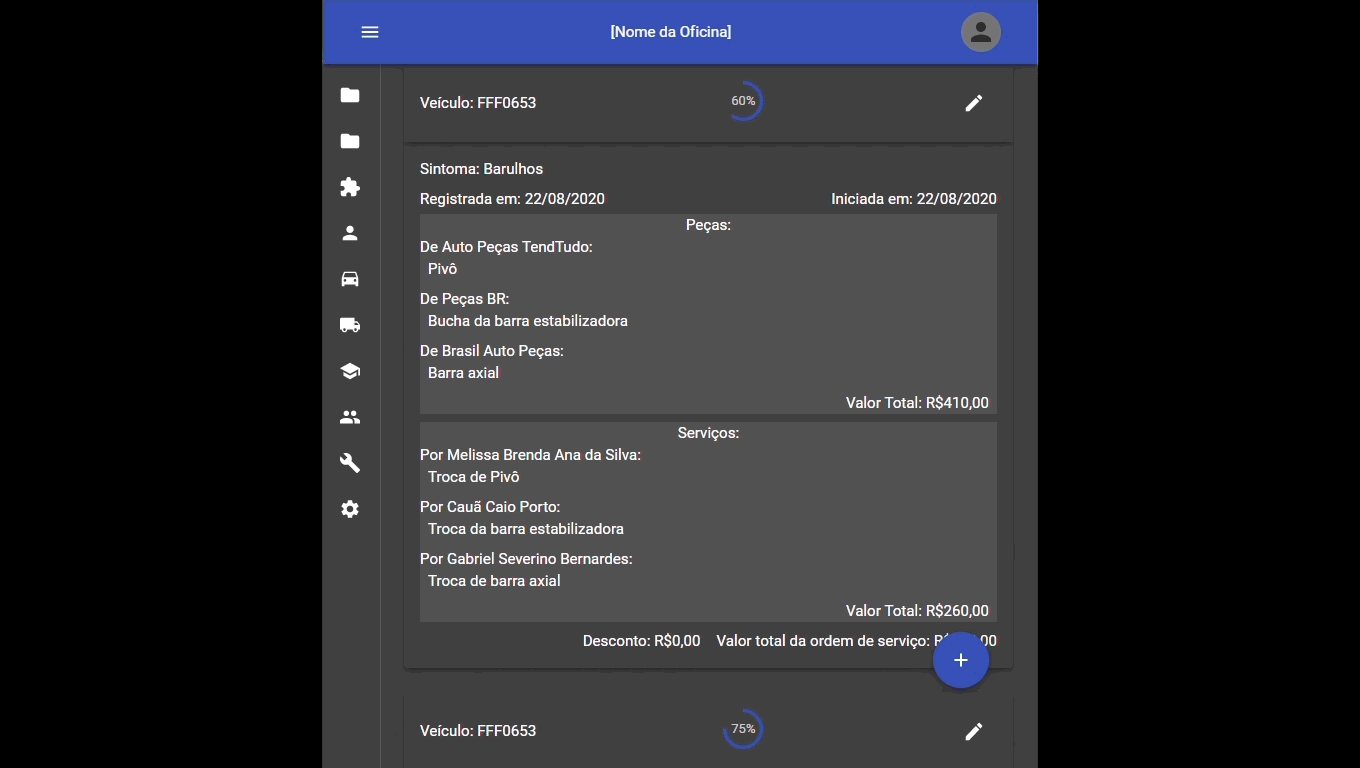 [Nome da Oficina]
Veículo: FFF0653
60%
Sintoma: Barulhos
Registrada em: 22/08/2020
Iniciada em: 22/08/2020
Peças:
De Auto Peças TendTudo:
Pivô
De Peças BR:
Bucha da barra estabilizadora
De Brasil Auto Peças:
Barra axial
Valor Total: R$410,00
Serviços:
Por Melissa Brenda Ana da Silva:
Troca de Pivô
Por Cauã Caio Porto:
Troca da barra estabilizadora
Por Gabriel Severino Bernardes:
Troca de barra axial
Valor Total: R$260,00
Desconto: R$0,00
Valor total da ordem de serviço:
Veículo: FFF0653
75%